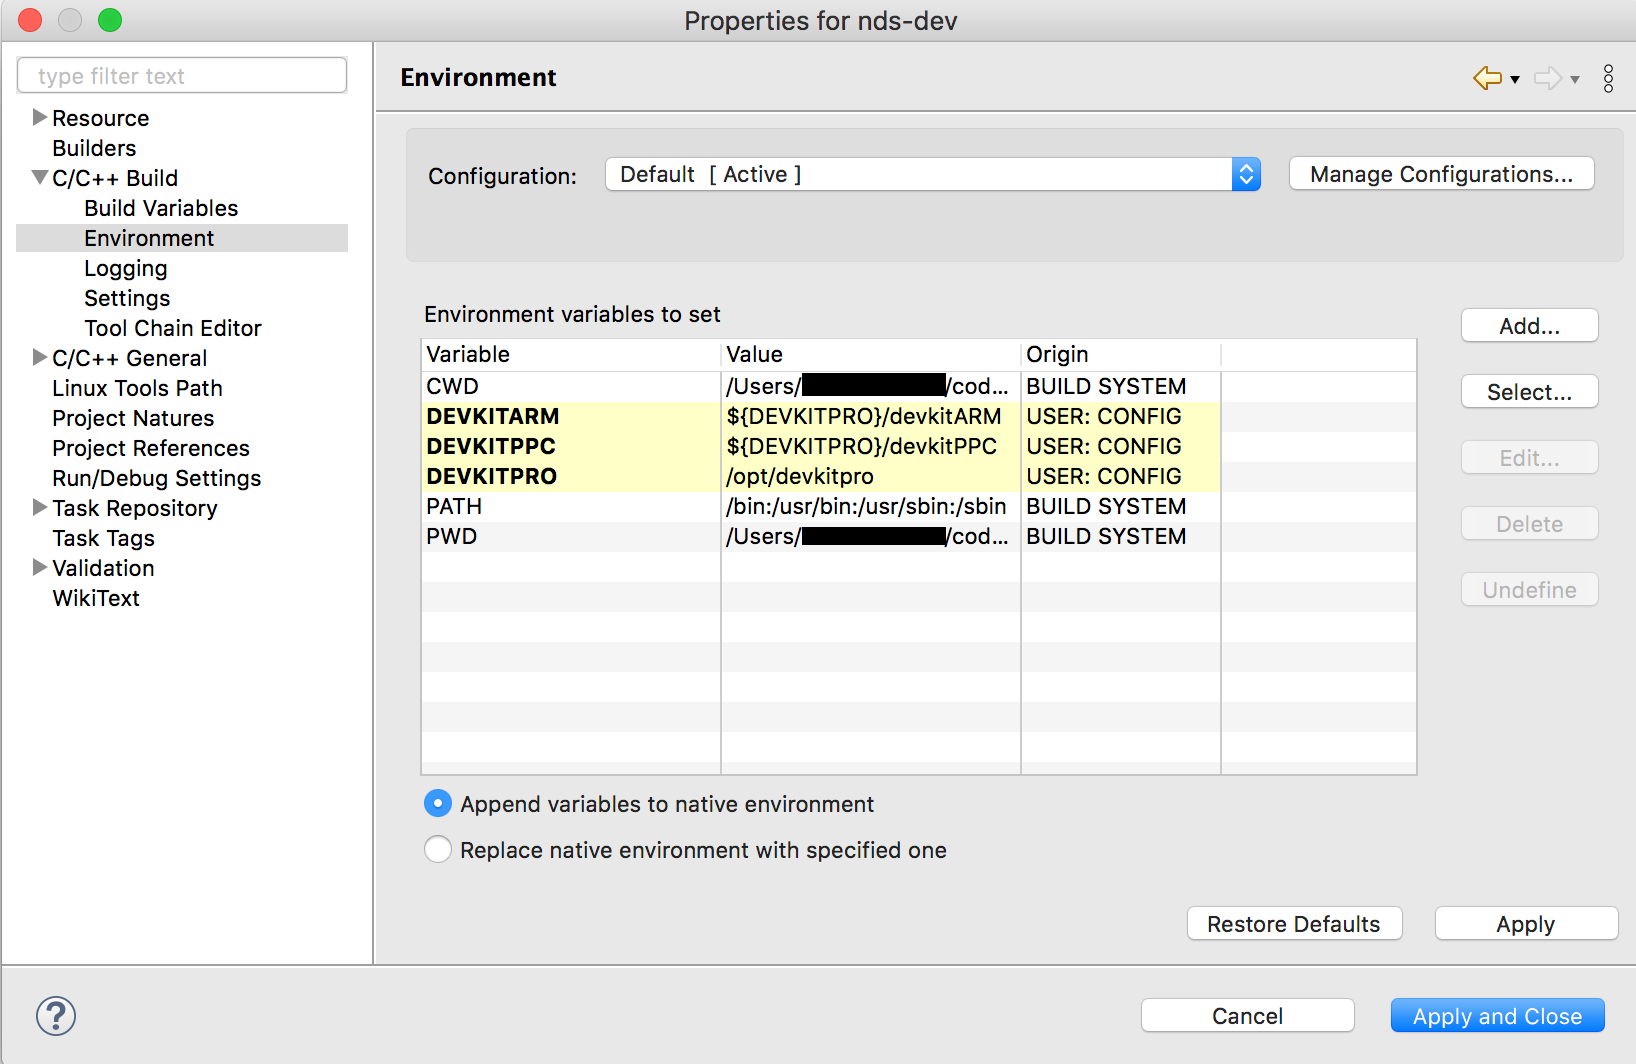 Properties for nds-dev
type filter text
Resource
Builders
C/C++ Build
Build Variables
Environment
Logging
Settings
Tool Chain Editor
C/C++ General
Linux Tools Path
Project Natures
Project References
Run/Debug Settings
Task Repository
Task Tags
Validation
WikiText
Environment
Configuration: Default [ Active ] Manage Configurations...
Environment variables to set
Variable Value Origin
CWD /Users/ /cod... BUILD SYSTEM
DEVKITARM ${DEVKITPRO}/devkitARM USER: CONFIG
DEVKITPPC ${DEVKITPRO}/devkitPPC USER: CONFIG
DEVKITPRO /opt/devkitpro USER: CONFIG
PATH /bin:/usr/bin:/usr/sbin:/sbin BUILD SYSTEM
PWD /Users/ /cod... BUILD SYSTEM
Add...
Select...
Edit...
Delete
Undefine
Append variables to native environment
Replace native environment with specified one
Restore Defaults Apply
? Cancel Apply and Close